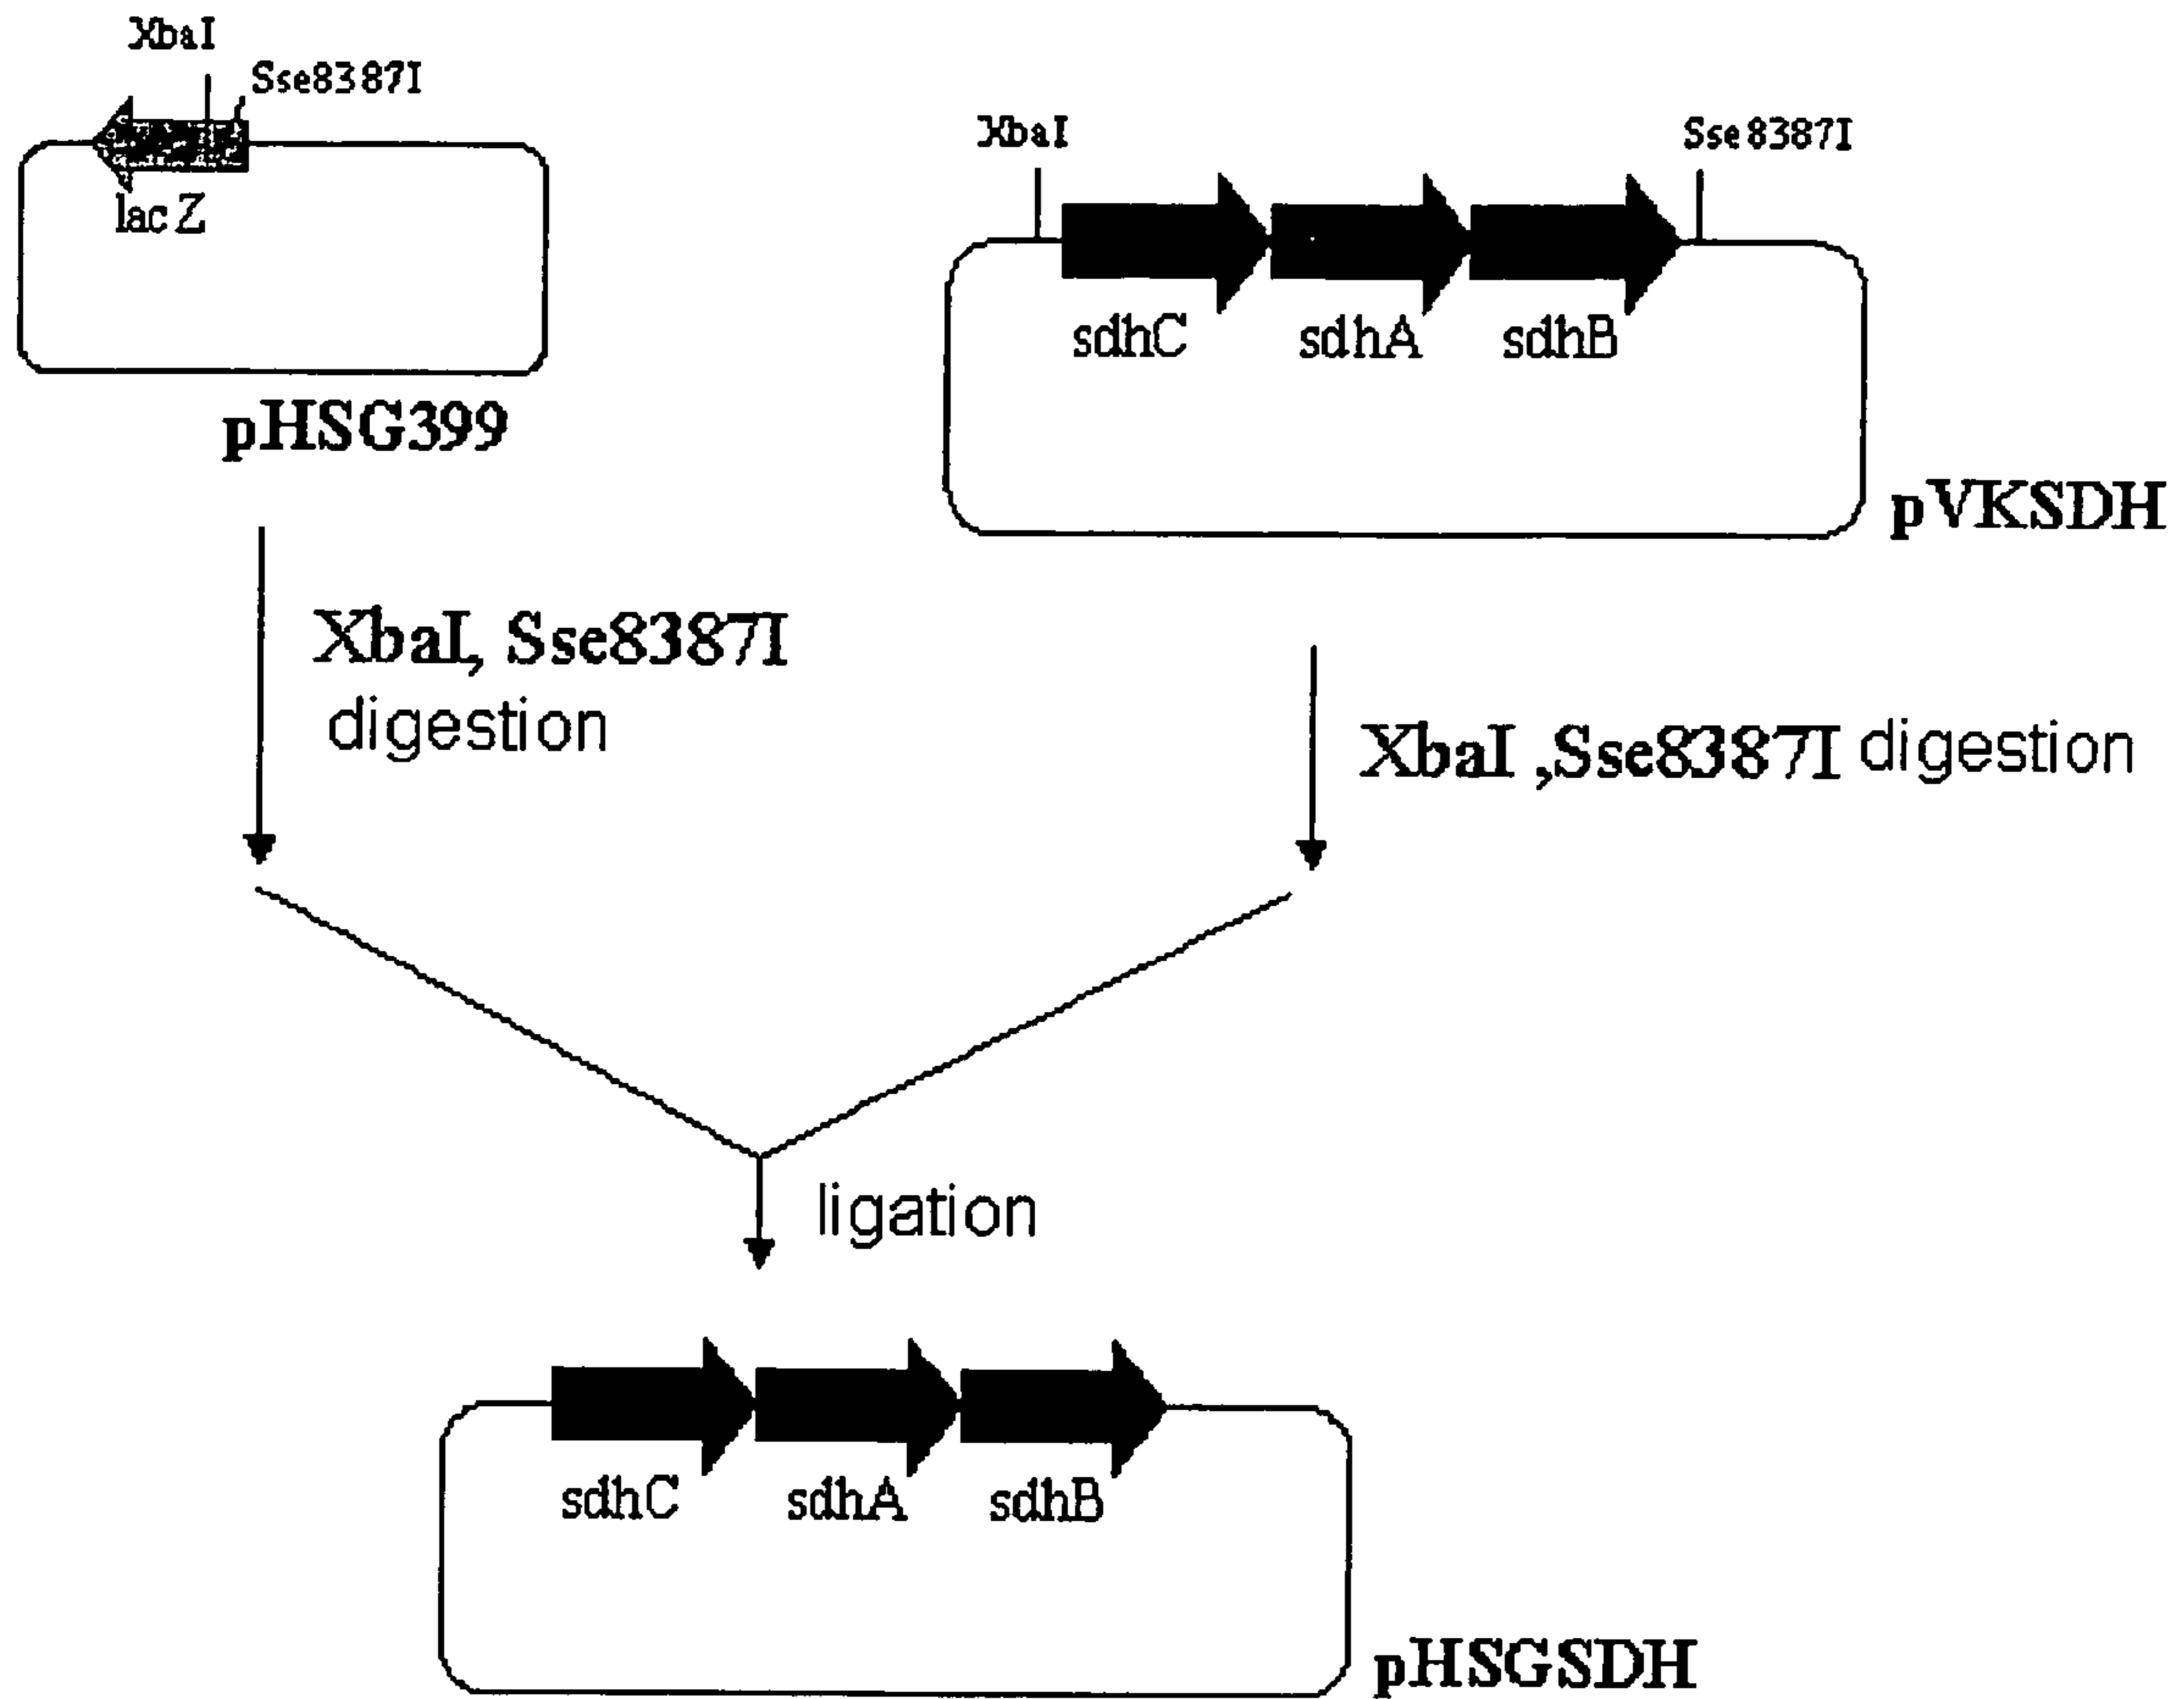 XbaI
Sse8387I
lacZ
pHSG399
XbaI
Sse8387I
sdhC
sdhA
sdhB
pVKSDH
XbaI, Sse8387I
digestion
XbaI ,Sse8387I digestion
ligation
sdhC
sdhA
sdhB
pHSGSDH